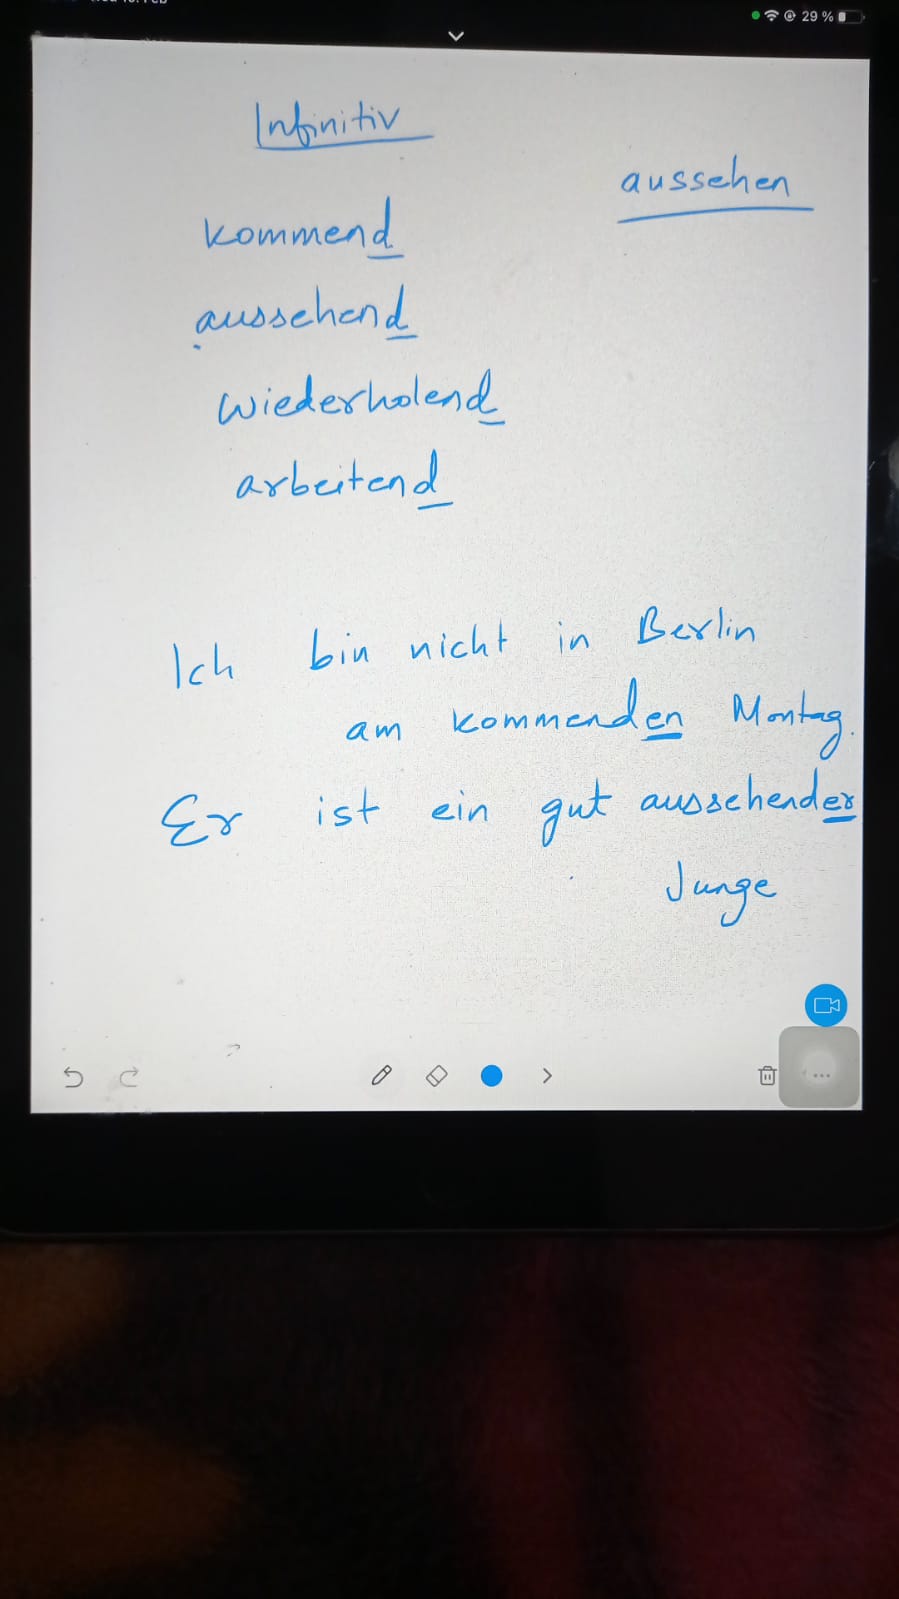 29 %
Infinitiv
aussehen
kommend
aussehend
wiederholend
arbeitend
Ich bin nicht in Berlin
am kommenden Montag.
Er ist ein gut aussehender
Junge